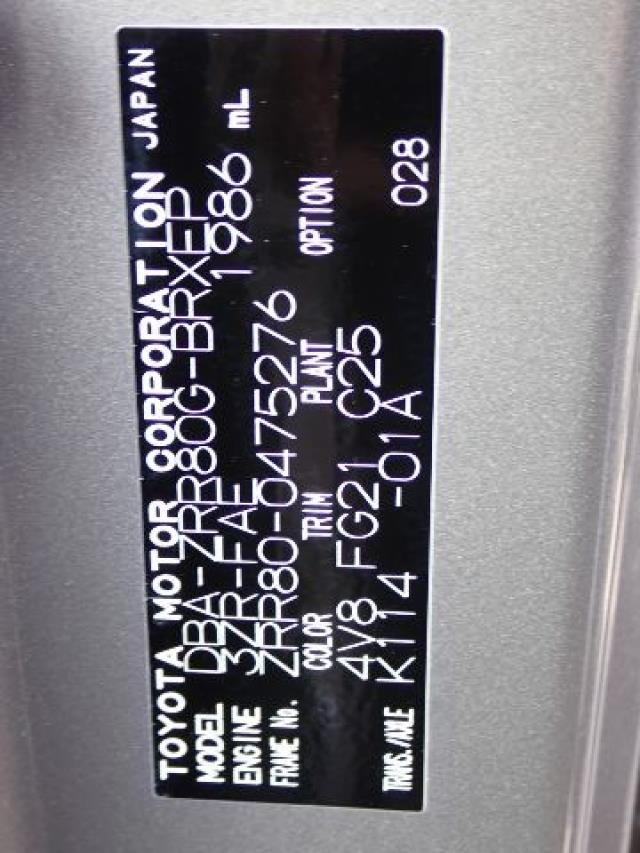 TOYOTA MOTOR CORPORATION JAPAN
MODEL DBA-ZRR80G-BRXEP
ENGINE 3ZR-FAE 1986 mL
FRAME No. ZRR80-0475276
COLOR TRIM PLANT OPTION
4V8 FG21 C25
TRANS./AXLE K114 -01A 028